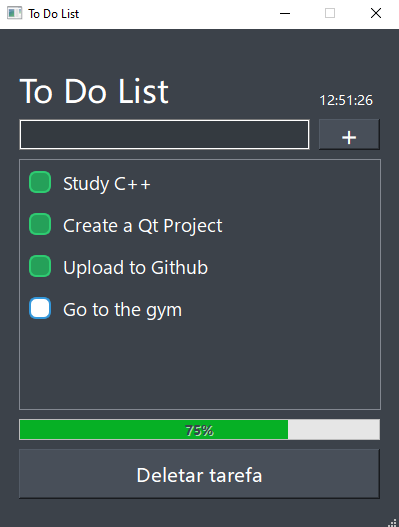 To Do List
To Do List
12:51:26
+
Study C++
Create a Qt Project
Upload to Github
Go to the gym
75%
Deletar tarefa